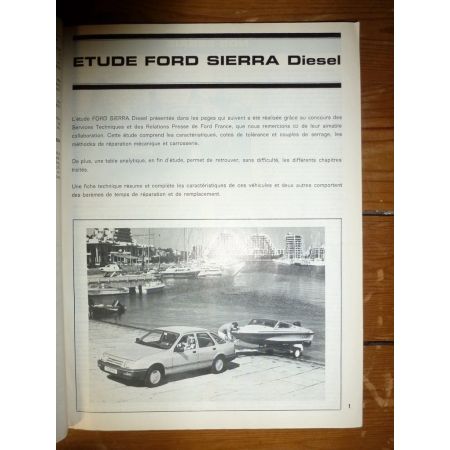 ETUDE FORD SIERRA Diesel
L'étude FORD SIERRA Diesel présentée dans les pages qui suivent a été réalisée grâce au concours des
Services Techniques et des Relations Presse de Ford France, que nous remercions ici de leur aimable
collaboration. Cette étude comprend les caractéristiques, cotes de tolérance et couples de serrage, les
méthodes de réparation mécanique et carrosserie.
De plus, une table analytique, en fin d'étude, permet de retrouver, sans difficulté, les différents chapitres
traités.
Une fiche technique résume et complète les caractéristiques de ces véhicules et deux autres comportent
des barèmes de temps de réparation et de remplacement.
1